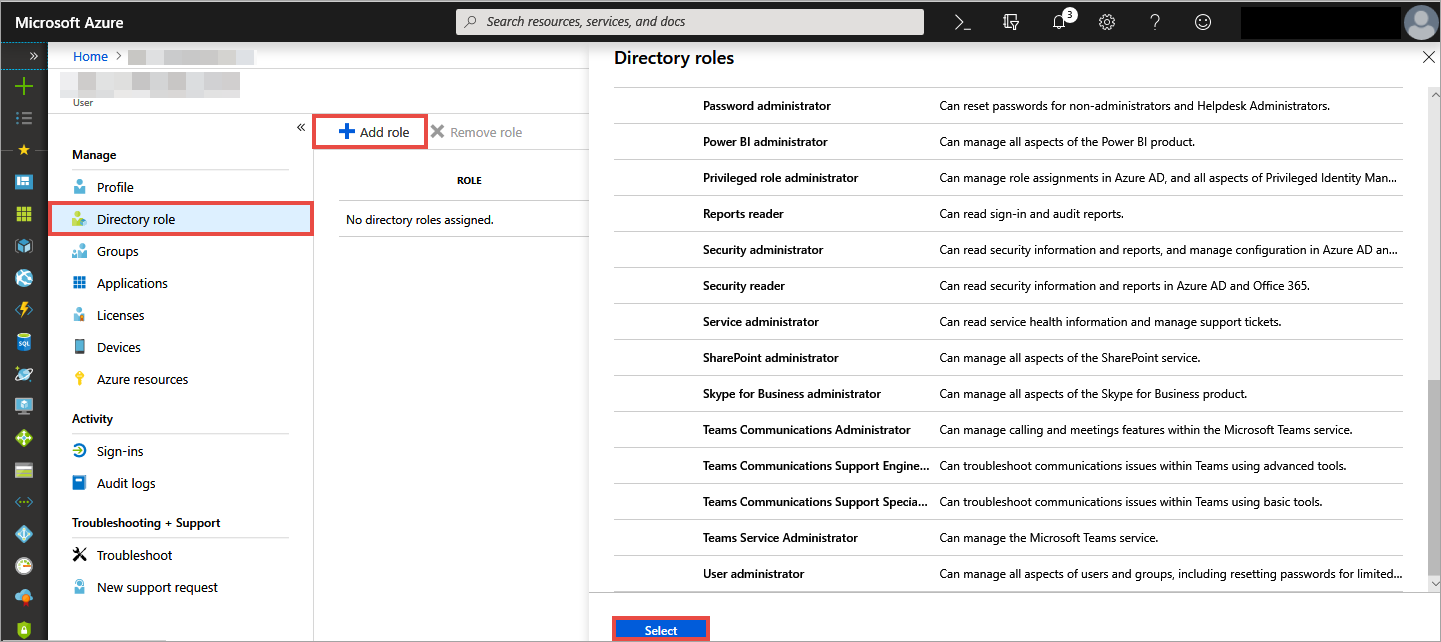 Microsoft Azure
Search resources, services, and docs
3
Home
User
Manage
Profile
Directory role
Groups
Applications
Licenses
Devices
Azure resources
Activity
Sign-ins
Audit logs
Troubleshooting + Support
Troubleshoot
New support request
Add role
Remove role
ROLE
No directory roles assigned.
Directory roles
Password administrator Can reset passwords for non-administrators and Helpdesk Administrators.
Power BI administrator Can manage all aspects of the Power BI product.
Privileged role administrator Can manage role assignments in Azure AD, and all aspects of Privileged Identity Man...
Reports reader Can read sign-in and audit reports.
Security administrator Can read security information and reports, and manage configuration in Azure AD an...
Security reader Can read security information and reports in Azure AD and Office 365.
Service administrator Can read service health information and manage support tickets.
SharePoint administrator Can manage all aspects of the SharePoint service.
Skype for Business administrator Can manage all aspects of the Skype for Business product.
Teams Communications Administrator Can manage calling and meetings features within the Microsoft Teams service.
Teams Communications Support Engine... Can troubleshoot communications issues within Teams using advanced tools.
Teams Communications Support Specia... Can troubleshoot communications issues within Teams using basic tools.
Teams Service Administrator Can manage the Microsoft Teams service.
User administrator Can manage all aspects of users and groups, including resetting passwords for limited...
Select
SQL